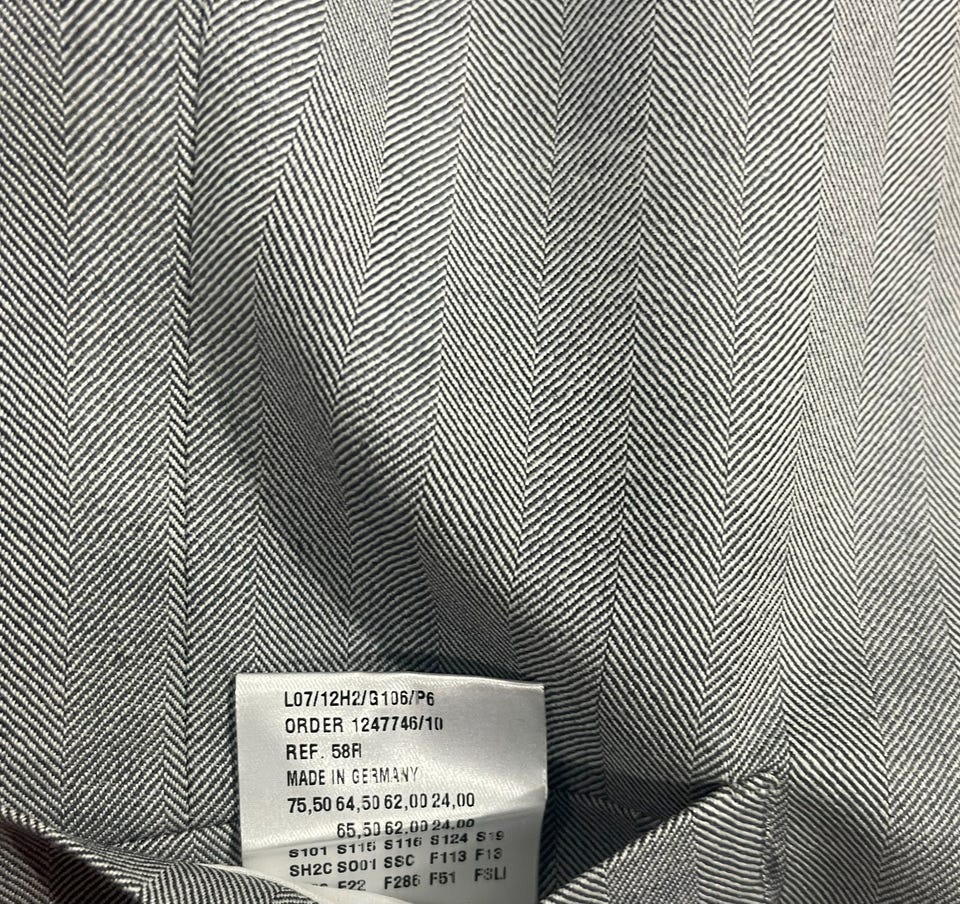 L07/12H2/G106/P6
ORDER 1247746/10
REF. 58R
MADE IN GERMANY
75,50 64,50 62,00 24,00
65,50 62,00 24,00
S101 S115 S116 S124 S19
SH2C SO01 SSC F113 F13
F22 F286 F51 FSLI